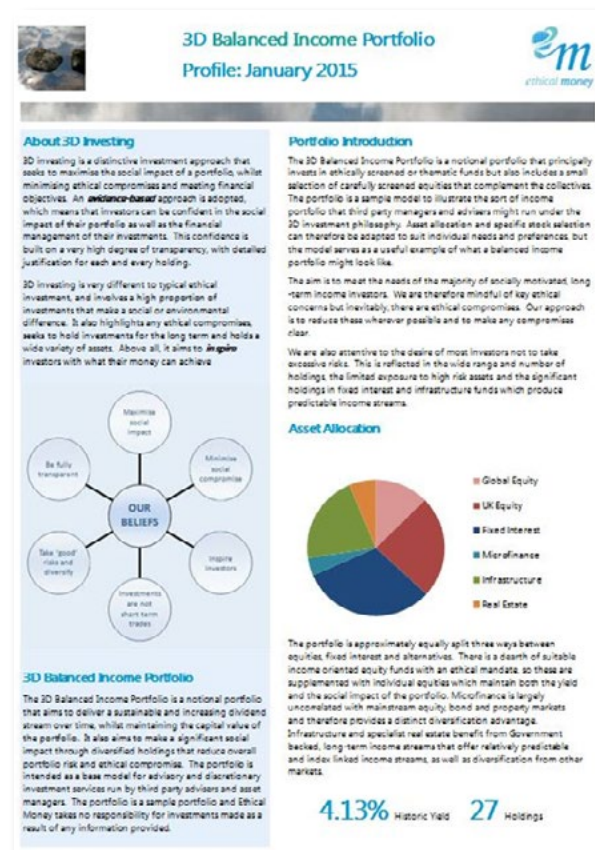 3D Balanced Income Portfolio
Profile: January 2015
2m
ethical money
About 3D Investing
3D investing is a distinctive investment approach that
seeks to maximise the social impact of a portfolio, whilst
minimising ethical compromises and meeting financial
objectives. An evidence-based approach is adopted,
which means that investors can be confident in the social
impact of their portfolio as well as the financial
management of their investments. This confidence is
built on a very high degree of transparency, with detailed
justification for each and every holding.
3D investing is very different to typical ethical
investment, and involves a high proportion of
investments that make a social or environmental
difference. It also highlights any ethical compromises,
seeks to hold investments for the long term and holds a
wide variety of assets. Above all, it aims to inspire
investors with what their money can achieve
Maximise
social
impact
Minimise
social
compromise
Inspire
investors
Investments
are not
short term
trades
Take 'good'
risks and
diversify
Be fully
transparent
OUR
BELIEFS
3D Balanced Income Portfolio
The 3D Balanced Income Portfolio is a notional portfolio
that aims to deliver a sustainable and increasing dividend
stream over time, whilst maintaining the capital value of
the portfolio. It also aims to make a significant social
impact through diversified holdings that reduce overall
portfolio risk and ethical compromise. The portfolio is
intended as a base model for advisory and discretionary
investment services run by third party advisers and asset
managers. The portfolio is a sample portfolio and Ethical
Money takes no responsibility for investments made as a
result of any information provided.
Portfolio Introduction
The 3D Balanced Income Portfolio is a notional portfolio that principally
invests in ethically screened or thematic funds but also includes a small
selection of carefully screened equities that complement the collectives.
The portfolio is a sample model to illustrate the sort of income
portfolio that third party managers and advisers might run under the
3D investment philosophy. Asset allocation and specific stock selection
can therefore be adapted to suit individual needs and preferences, but
the model serves as a useful example of what a balanced income
portfolio might look like.
The aim is to meet the needs of the majority of socially motivated, long
-term income investors. We are therefore mindful of key ethical
concerns but inevitably, there are ethical compromises. Our approach
is to reduce these wherever possible and to make any compromises
clear.
We are also attentive to the desire of most investors not to take
excessive risks. This is reflected in the wide range and number of
holdings, the limited exposure to high risk assets and the significant
holdings in fixed interest and infrastructure funds which produce
predictable income streams.
Asset Allocation
Global Equity
UK Equity
Fixed Interest
Microfinance
Infrastructure
Real Estate
The portfolio is approximately equally split three ways between
equities, fixed interest and alternatives. There is a dearth of suitable
income oriented equity funds with an ethical mandate, so these are
supplemented with individual equities which maintain both the yield
and the social impact of the portfolio. Microfinance is largely
uncorrelated with mainstream equity, bond and property markets
and therefore provides a distinct diversification advantage.
Infrastructure and specialist real estate benefit from Government
backed, long-term income streams that offer relatively predictable
and index linked income streams, as well as diversification from other
markets.
4.13% Historic Yield 27 Holdings